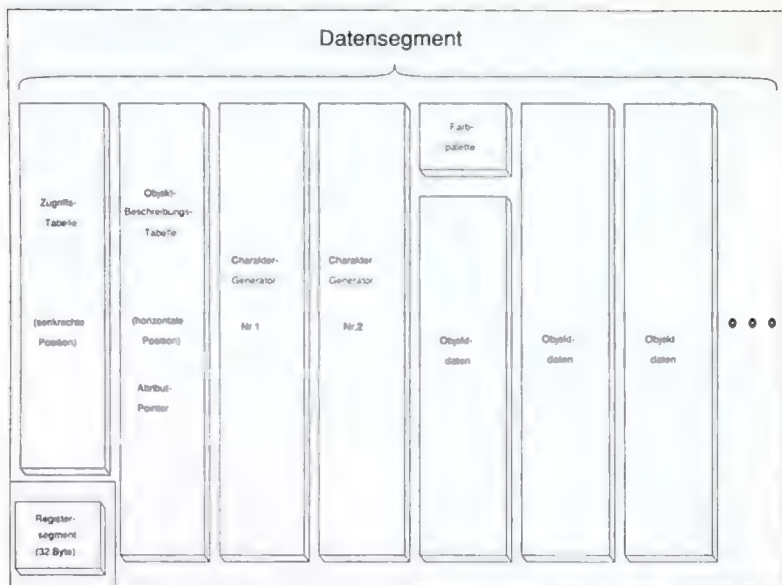 Datensegment
Zugriffs-
Tabelle
(senkrechte
Position)
Objekt-
Beschreibungs-
Tabelle
(horizontale
Position)
Attribut-
Pointer
Charakter-
Generator
Nr.1
Charakter
Generator
Nr.2
Farb-
palette
Objekt-
daten
Objekt-
daten
Objekt
daten
Register-
segment
(32 Byte)